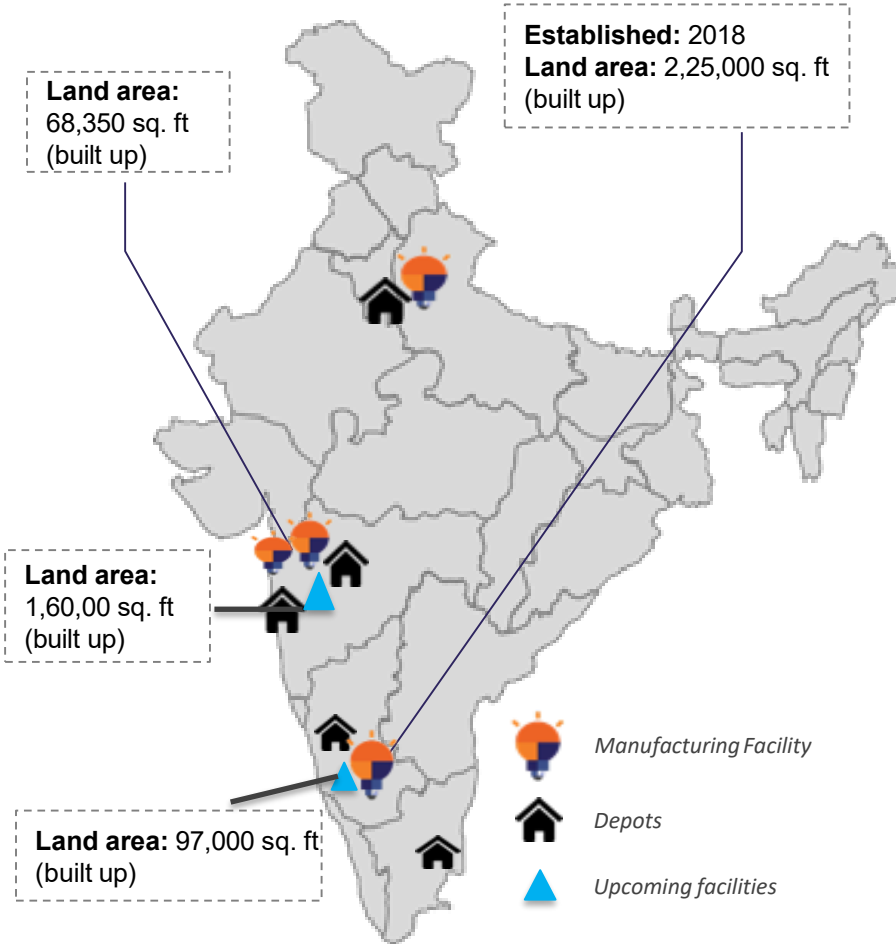 Established: 2018
Land area: 2,25,000 sq. ft
(built up)
Land area:
68,350 sq. ft
(built up)
Land area:
1,60,00 sq. ft
(built up)
Land area: 97,000 sq. ft
(built up)
Manufacturing Facility
Depots
Upcoming facilities